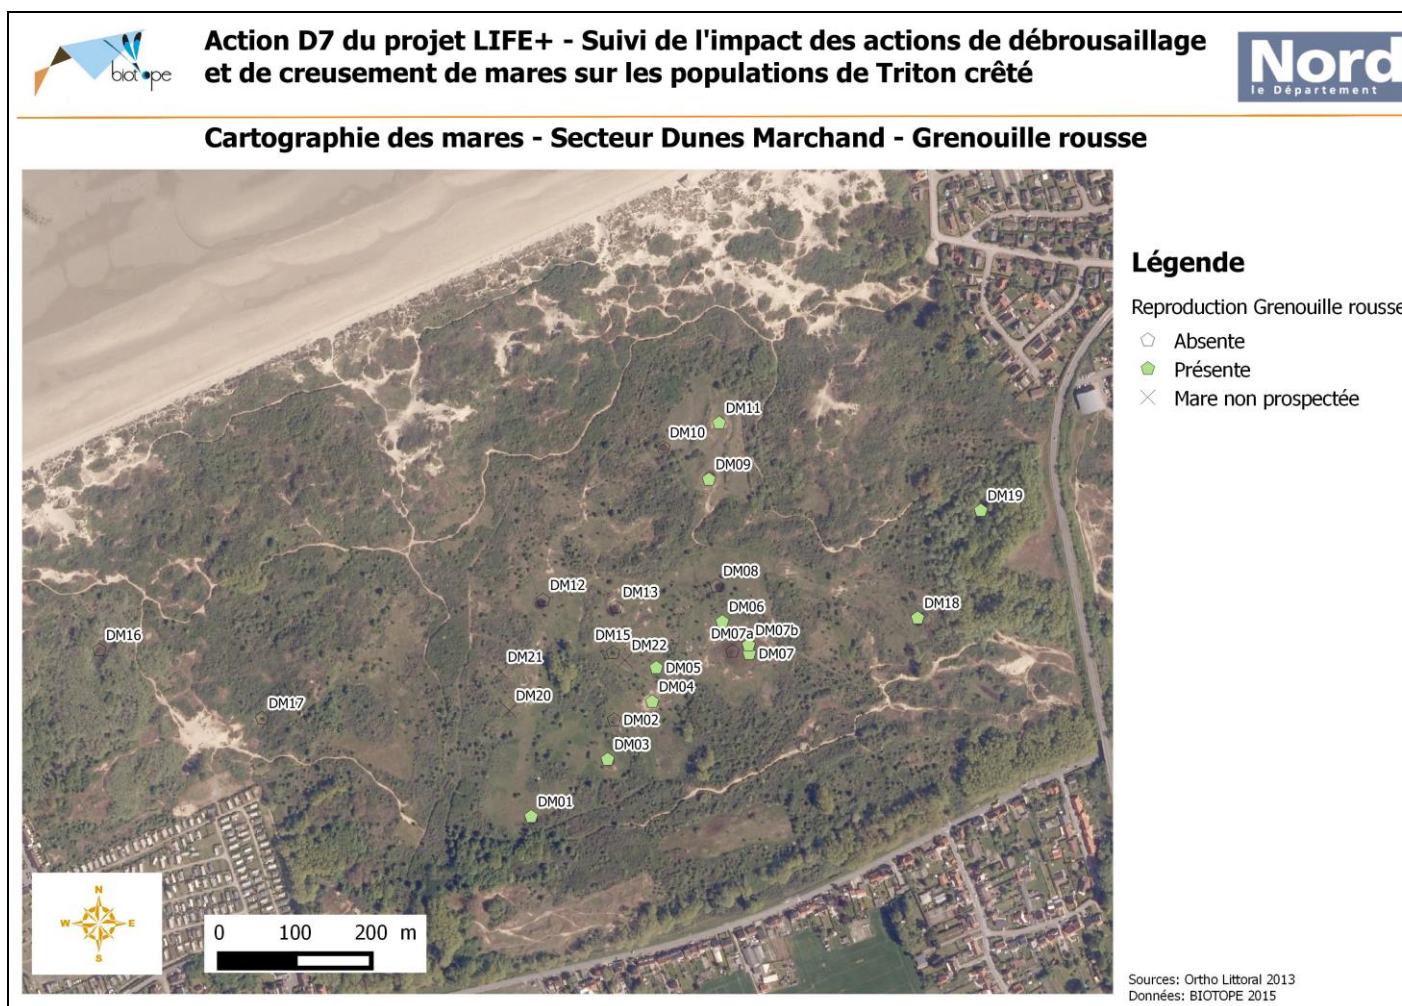 Action D7 du projet LIFE+ - Suivi de l'impact des actions de débrousaillage
et de creusement de mares sur les populations de Triton crêté
biotope
Nord
le Département
Cartographie des mares - Secteur Dunes Marchand - Grenouille rousse
Légende
Reproduction Grenouille rousse
Absente
Présente
Mare non prospectée
DM11
DM10
DM09
DM19
DM08
DM12
DM13
DM06
DM18
DM07a
DM07b
DM16
DM15
DM22
DM07
DM21
DM05
DM04
DM20
DM17
DM02
DM03
DM01
N
W
E
S
0 100 200 m
Sources: Ortho Littoral 2013
Données: BIOTOPE 2015